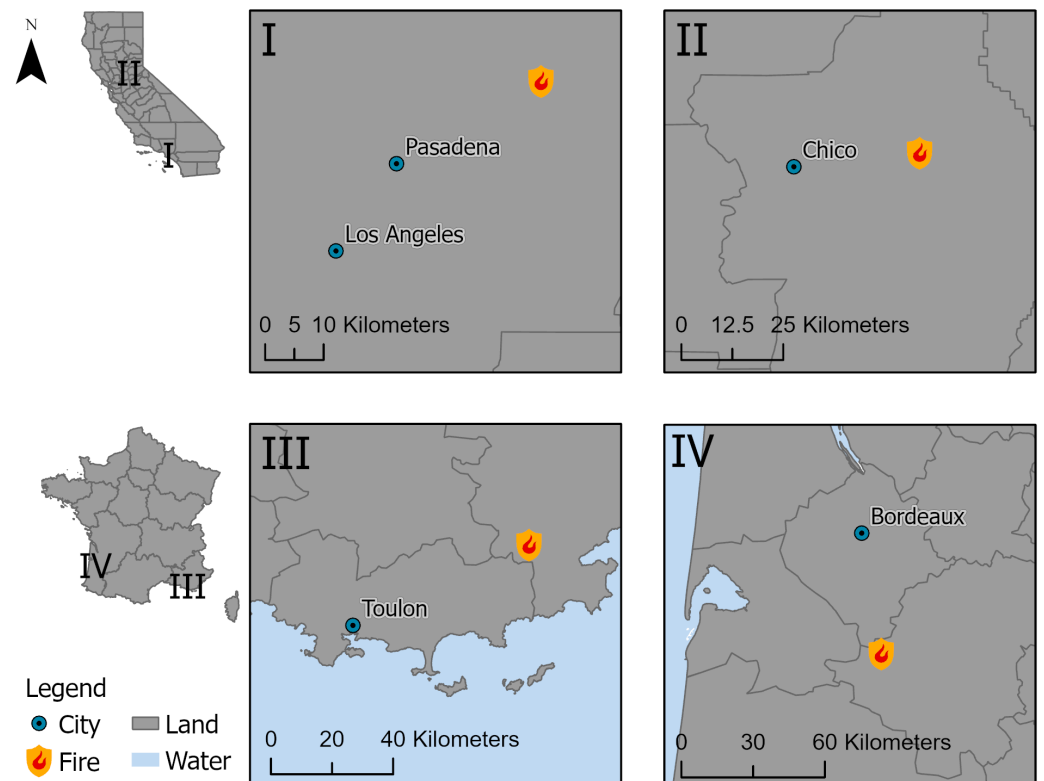 N
II
I
I
Pasadena
Los Angeles
0 5 10 Kilometers
II
Chico
0 12.5 25 Kilometers
IV
III
III
Toulon
0 20 40 Kilometers
IV
Bordeaux
0 30 60 Kilometers
Legend
City
Land
Fire
Water